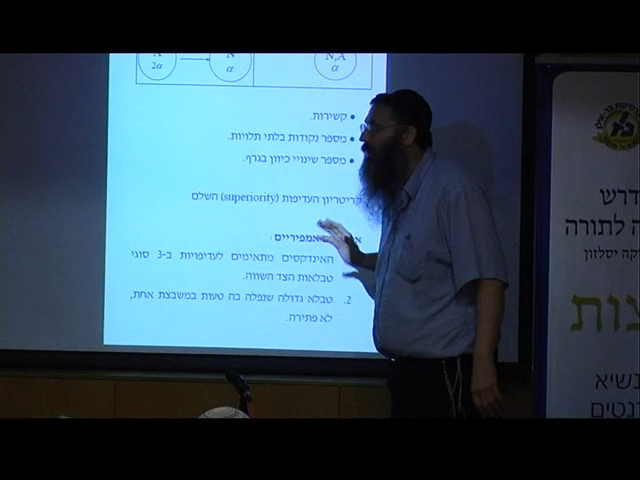 2α
α
N,A
α
• קשירות.
• מספר נקודות בלתי תלויות.
• מספר שינויי כיוון בגרף.
קריטריון העדיפות (superiority) השלם
אמפיריים:
האינדקסים מתאימים לעדיפויות ב-3 סוגי
טבלאות הצד השווה.
2. טבלא גדולה שנפלה בה טעות במשבצת אחת,
לא פתירה.
דרש
ה לתורה
יסלזון
צות
נשיא